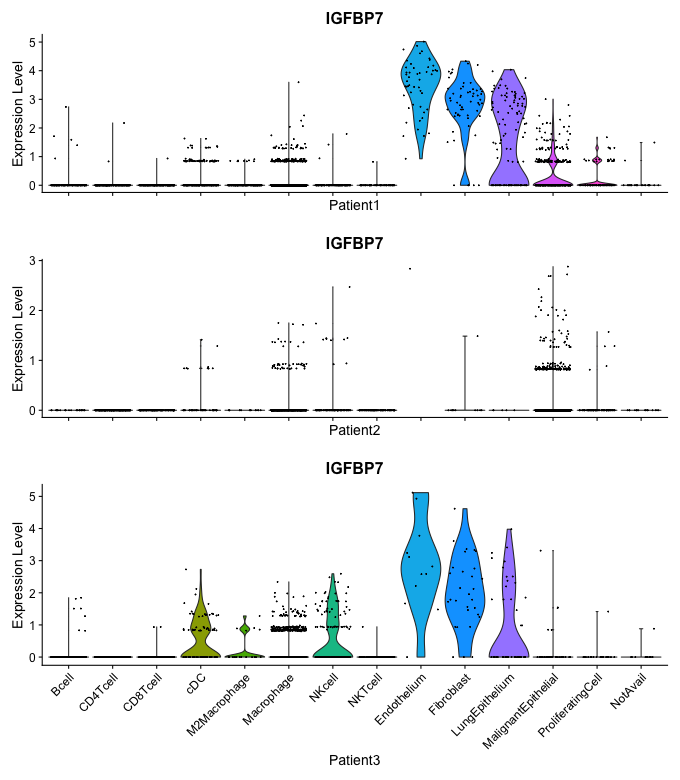 IGFBP7
Expression Level
5
4
3
2
1
0
Patient1
IGFBP7
Expression Level
3
2
1
0
Patient2
IGFBP7
Expression Level
5
4
3
2
1
0
Bcell
CD4Tcell
CD8Tcell
cDC
M2Macrophage
Macrophage
NKcell
NKTcell
Endothelium
Fibroblast
LungEpithelium
MalignantEpithelial
ProliferatingCell
NotAvail
Patient3